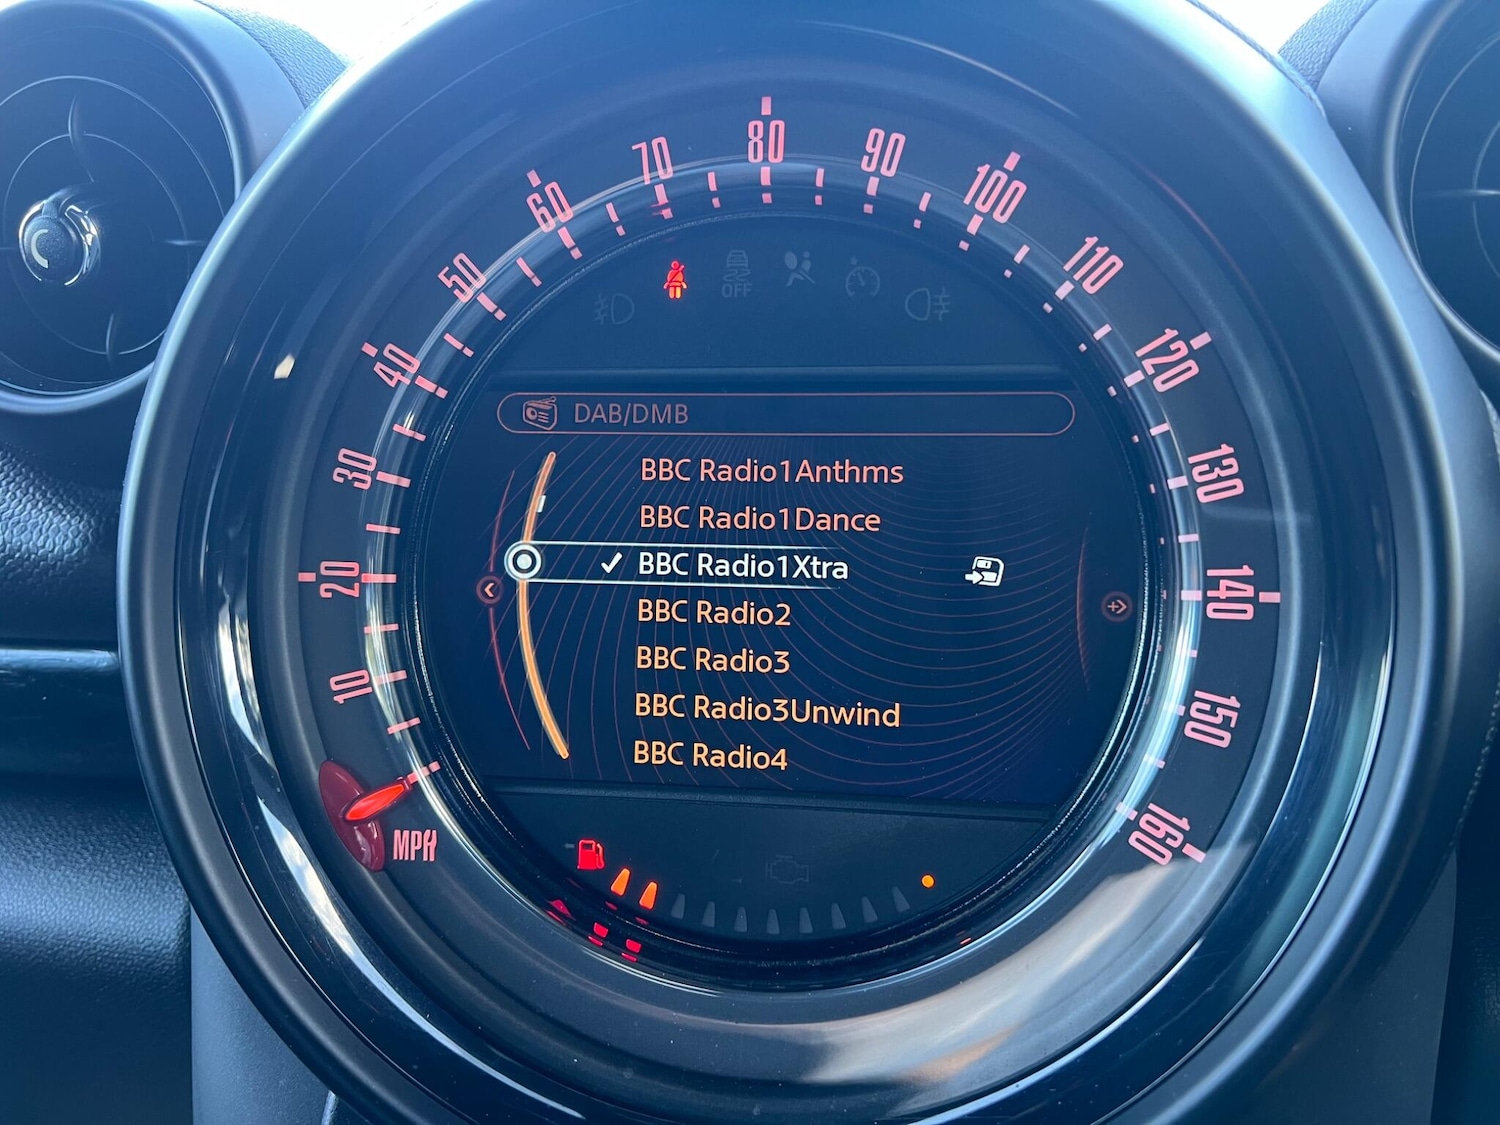 10
20
30
40
50
60
70
80
90
100
110
120
130
140
150
160
MPH
OFF
DAB/DMB
BBC Radio1Anthms
BBC Radio1Dance
BBC Radio1Xtra
BBC Radio2
BBC Radio3
BBC Radio3Unwind
BBC Radio4